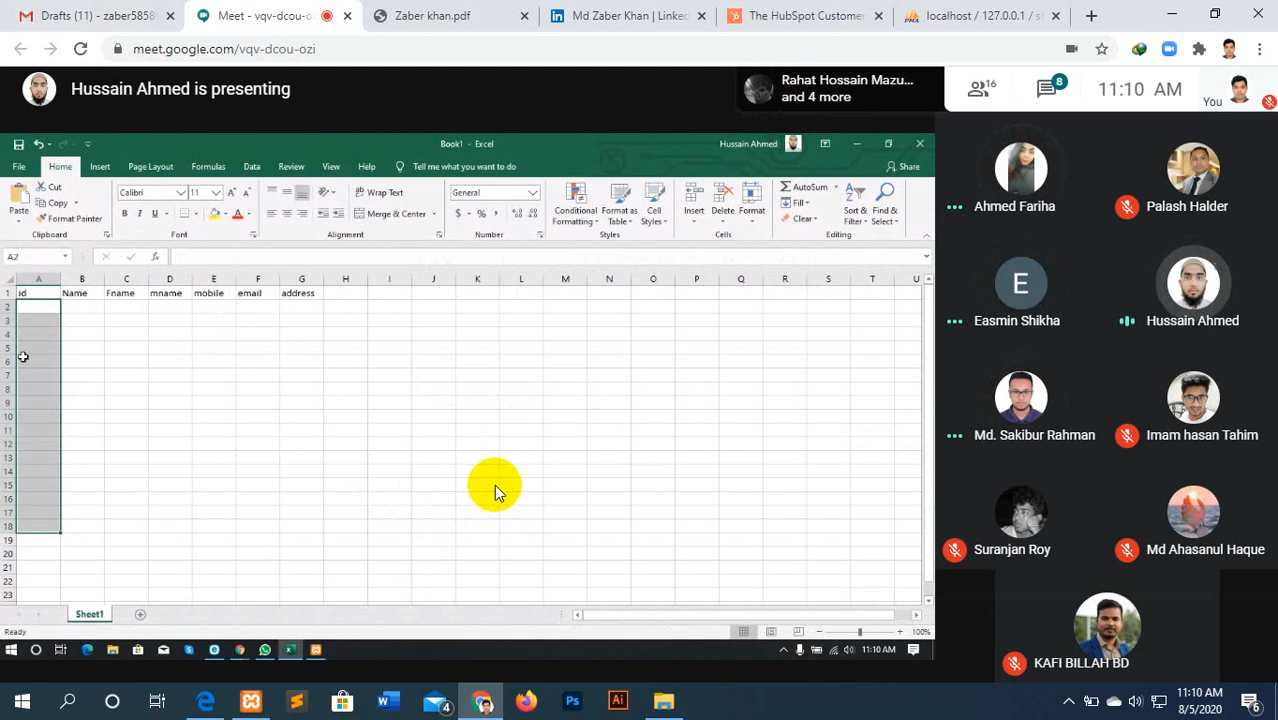 Drafts (11) - zaber5858
Meet - vqv-dcou-o
Zaber khan.pdf
Md Zaber Khan | Linke
The HubSpot Customer
localhost / 127.0.0.1 / s
meet.google.com/vqv-dcou-ozi
Hussain Ahmed is presenting
Rahat Hossain Mazu...
and 4 more
16
8
11:10 AM
You
Book1 - Excel
Hussain Ahmed
File Home Insert Page Layout Formulas Data Review View Help Tell me what you want to do Share
Paste
Cut
Copy
Format Painter
Clipboard
Calibri 11
B I U
Font
Wrap Text
Merge & Center
Alignment
General
Number
Conditional Formatting
Format as Table
Cell Styles
Styles
Insert Delete Format
Cells
AutoSum
Fill
Clear
Sort & Filter
Find & Select
Editing
A2
A B C D E F G H I J K L M N O P Q R S T U
1 id Name Fname mname mobile email address
2
3
4
5
6
7
8
9
10
11
12
13
14
15
16
17
18
19
20
21
22
23
Sheet1
Ready
100%
11:10 AM
Ahmed Fariha
Palash Halder
E
Easmin Shikha
Hussain Ahmed
Md. Sakibur Rahman
Imam hasan Tahim
Suranjan Roy
Md Ahasanul Haque
KAFI BILLAH BD
4
11:10 AM
8/5/2020
6